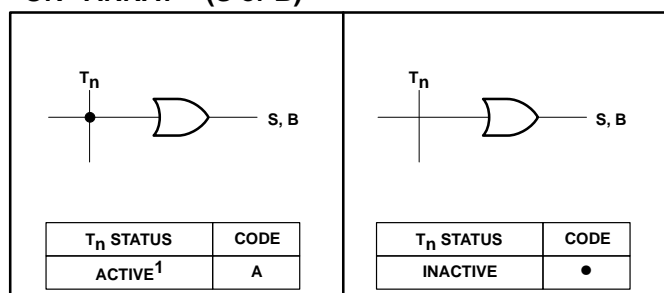 "OR" ARRAY – (S or B)
Tn
S, B
Tn STATUS CODE
ACTIVE1 A
Tn
S, B
Tn STATUS CODE
INACTIVE ●